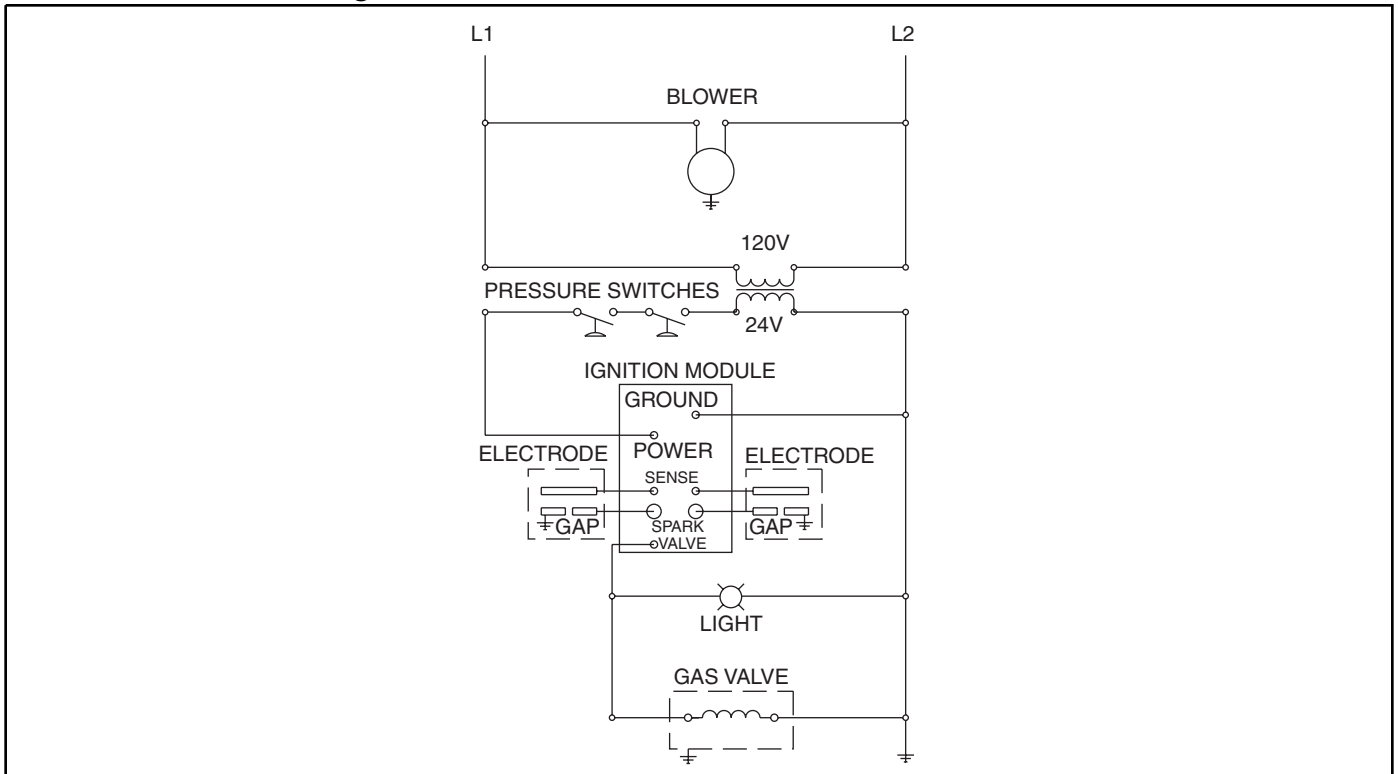 L1
L2
BLOWER
120V
PRESSURE SWITCHES
24V
IGNITION MODULE
GROUND
ELECTRODE
POWER
ELECTRODE
SENSE
GAP
SPARK
GAP
VALVE
LIGHT
GAS VALVE